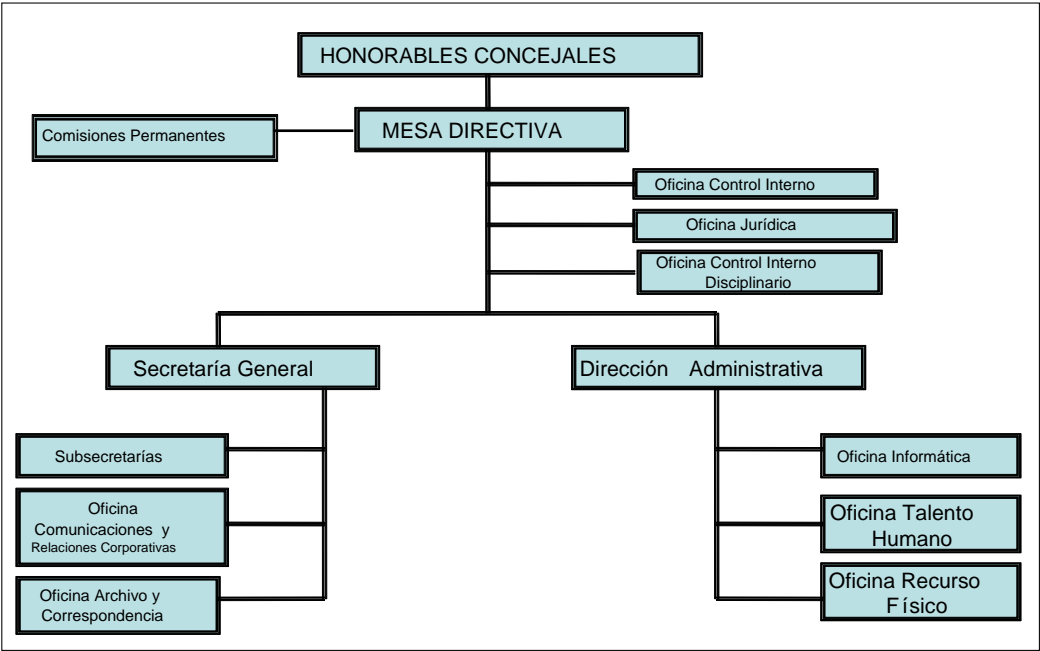 HONORABLES CONCEJALES
MESA DIRECTIVA
Comisiones Permanentes
Oficina Control Interno
Oficina Jurídica
Oficina Control Interno
Disciplinario
Secretaría General
Dirección Administrativa
Subsecretarías
Oficina
Comunicaciones y
Relaciones Corporativas
Oficina Archivo y
Correspondencia
Oficina Informática
Oficina Talento
Humano
Oficina Recurso
Físico